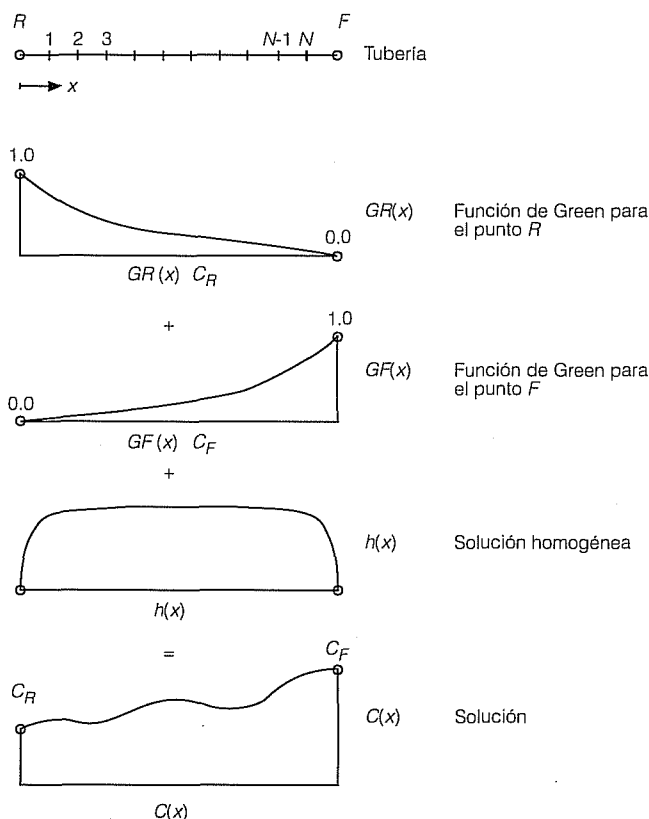 R F
1 2 3 N-1 N Tubería
x
1.0
GR(x) Función de Green para
el punto R
0.0
GR (x) C_R
+
1.0
GF(x) Función de Green para
el punto F
0.0
GF (x) C_F
+
h(x) Solución homogénea
h(x)
=
C_F
C_R
C(x) Solución
C(x)